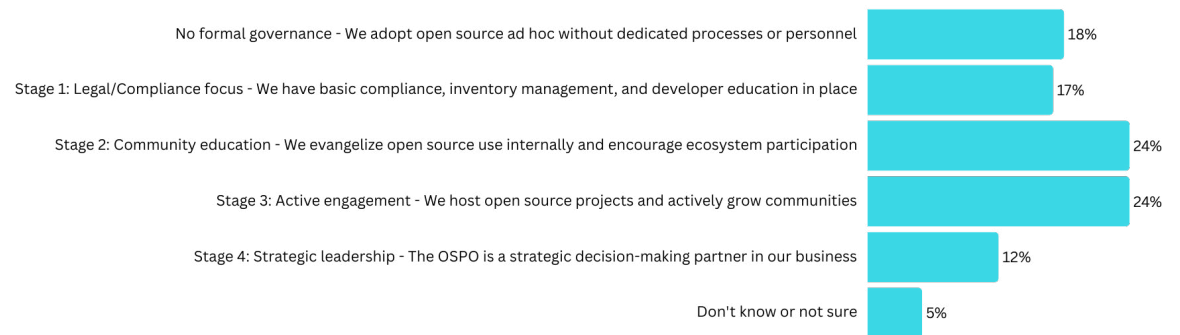 No formal governance - We adopt open source ad hoc without dedicated processes or personnel 18%
Stage 1: Legal/Compliance focus - We have basic compliance, inventory management, and developer education in place 17%
Stage 2: Community education - We evangelize open source use internally and encourage ecosystem participation 24%
Stage 3: Active engagement - We host open source projects and actively grow communities 24%
Stage 4: Strategic leadership - The OSPO is a strategic decision-making partner in our business 12%
Don't know or not sure 5%